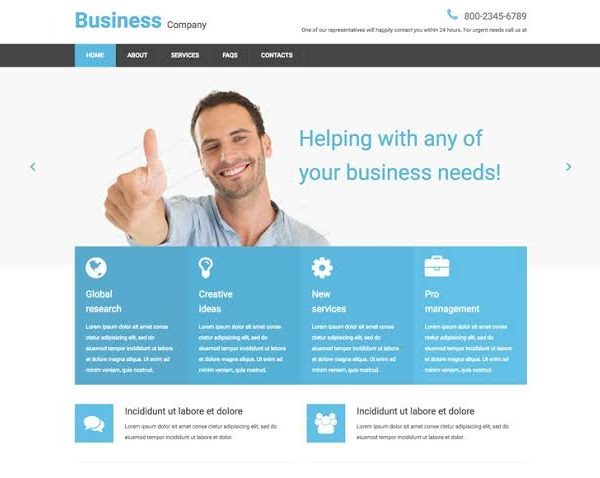 Business Company
800-2345-6789
One of our representatives will happily contact you within 24 hours. For urgent needs call us at
HOME ABOUT SERVICES FAQS CONTACTS
Helping with any of
your business needs!
Global
research
Lorem ipsum dolor sit amet conse
ctetur adipisicing elit, sed do
eiusmod tempor incididunt ut labore
et dolore magna aliqua. Ut enim ad
minim veniam, quis nostrud.
Creative
ideas
Lorem ipsum dolor sit amet conse
ctetur adipisicing elit, sed do
eiusmod tempor incididunt ut labore
et dolore magna aliqua. Ut enim ad
minim veniam, quis nostrud.
New
services
Lorem ipsum dolor sit amet conse
ctetur adipisicing elit, sed do
eiusmod tempor incididunt ut labore
et dolore magna aliqua. Ut enim ad
minim veniam, quis nostrud.
Pro
management
Lorem ipsum dolor sit amet conse
ctetur adipisicing elit, sed do
eiusmod tempor incididunt ut labore
et dolore magna aliqua. Ut enim ad
minim veniam, quis nostrud.
Incididunt ut labore et dolore
Lorem ipsum dolor sit amet conse ctetur adipisicing elit, sed do
eiusmod tempor incididunt ut labore et dolore magna aliqua.
Incididunt ut labore et dolore
Lorem ipsum dolor sit amet conse ctetur adipisicing elit, sed do
eiusmod tempor incididunt ut labore et dolore magna aliqua.